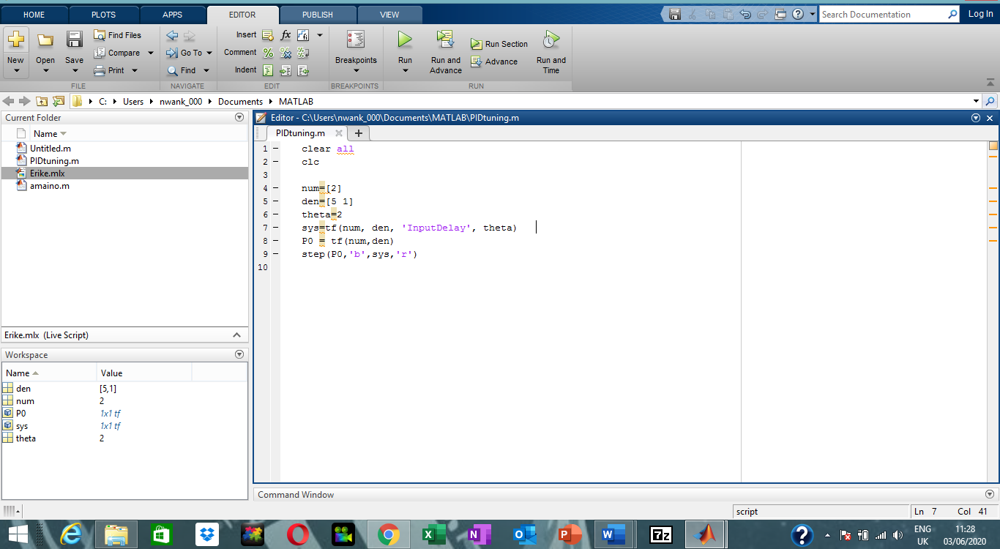 HOME PLOTS APPS EDITOR PUBLISH VIEW Search Documentation Log In
New Open Save Find Files Compare Print Go To Find Insert fx Comment Indent Breakpoints Run Run and Advance Run Section Advance Run and Time
FILE NAVIGATE EDIT BREAKPOINTS RUN
C: Users nwank_000 Documents MATLAB
Current Folder
Name
Untitled.m
PIDtuning.m
Erike.mlx
amaino.m
Erike.mlx (Live Script)
Workspace
Name Value
den [5,1]
num 2
P0 1x1 tf
sys 1x1 tf
theta 2
Editor - C:\Users\nwank_000\Documents\MATLAB\PIDtuning.m
PIDtuning.m
1 clear all
2 clc
3
4 num=[2]
5 den=[5 1]
6 theta=2
7 sys=tf(num, den, 'InputDelay', theta)
8 P0 = tf(num,den)
9 step(P0,'b',sys,'r')
10
Command Window
script Ln 7 Col 41
7z
ENG 11:28
UK 03/06/2020